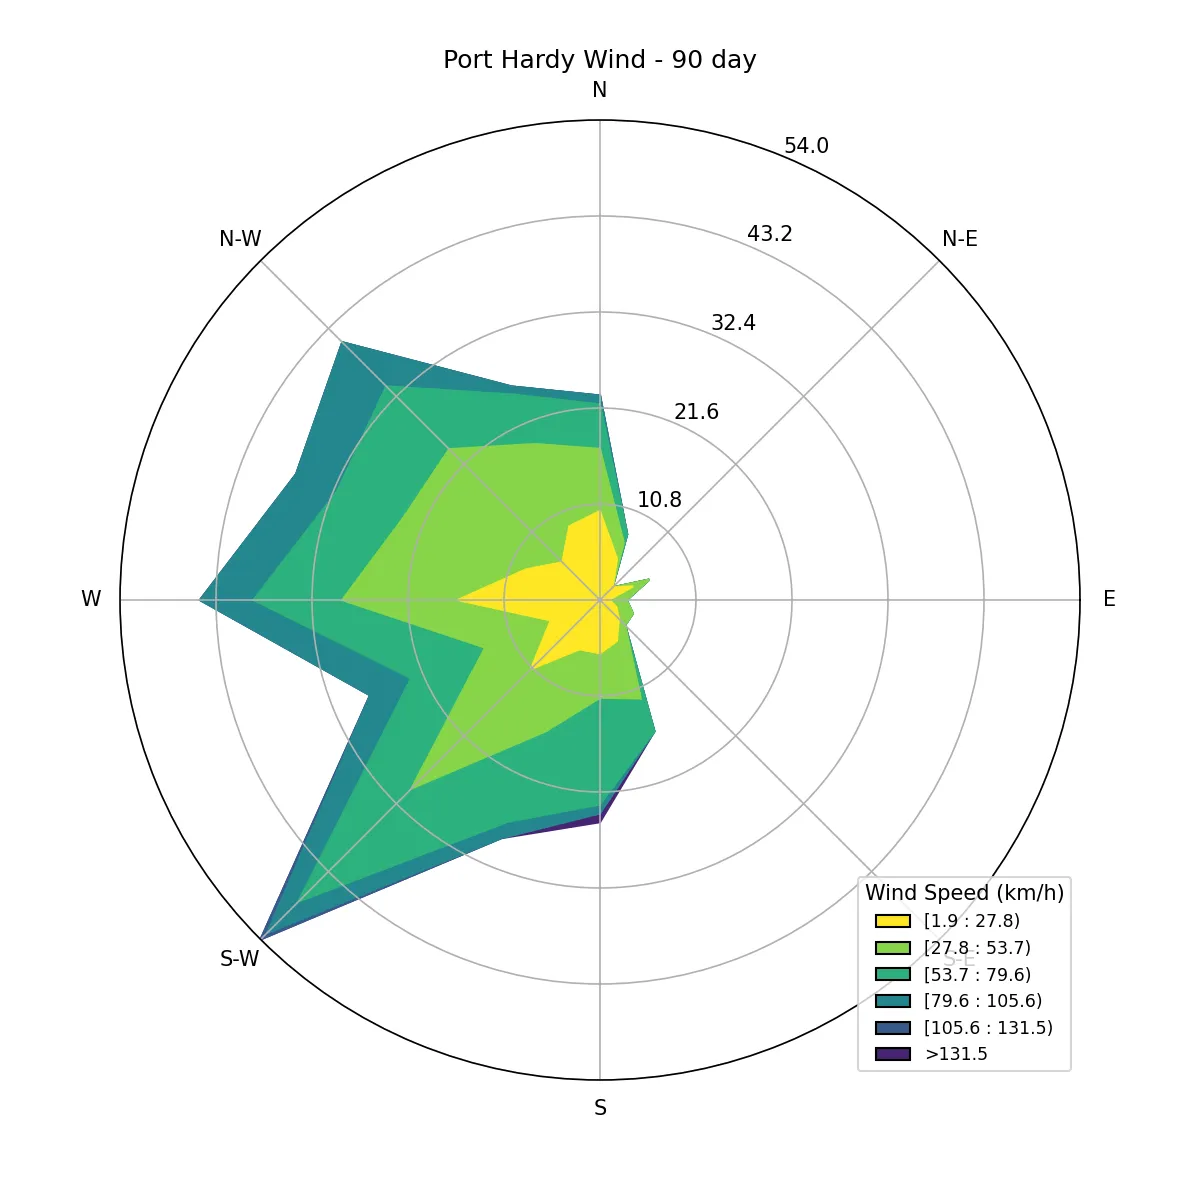 Port Hardy Wind - 90 day
N
54.0
43.2
N-W
N-E
32.4
21.6
10.8
W
E
Wind Speed (km/h)
[1.9 : 27.8)
[27.8 : 53.7)
S-W
S-E
[53.7 : 79.6)
[79.6 : 105.6)
[105.6 : 131.5)
>131.5
S